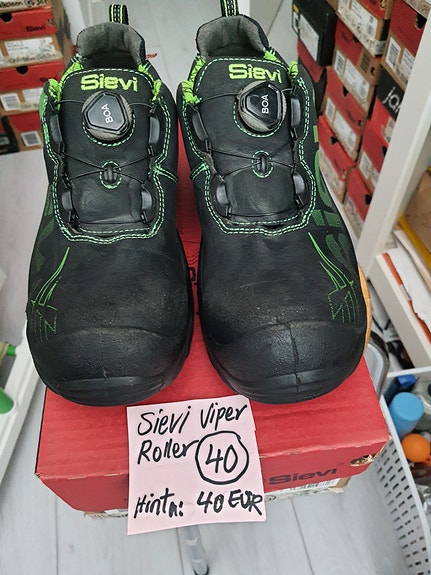 Sievi
Sievi
BOA
BOA
Sievi Viper
Roller 40
Hinta: 40 EUR
Sievi